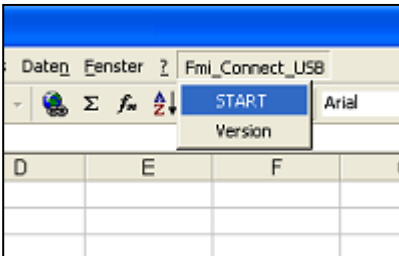 Daten Fenster ? Fmi_Connect_USB
Σ START Arial
Version
D E F